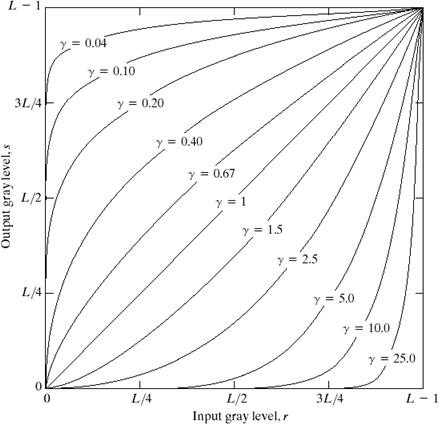 L − 1
γ = 0.04
γ = 0.10
3L/4
γ = 0.20
γ = 0.40
γ = 0.67
L/2
γ = 1
γ = 1.5
γ = 2.5
L/4
γ = 5.0
γ = 10.0
γ = 25.0
0
0
L/4
L/2
3L/4
L − 1
Input gray level, r
Output gray level, s